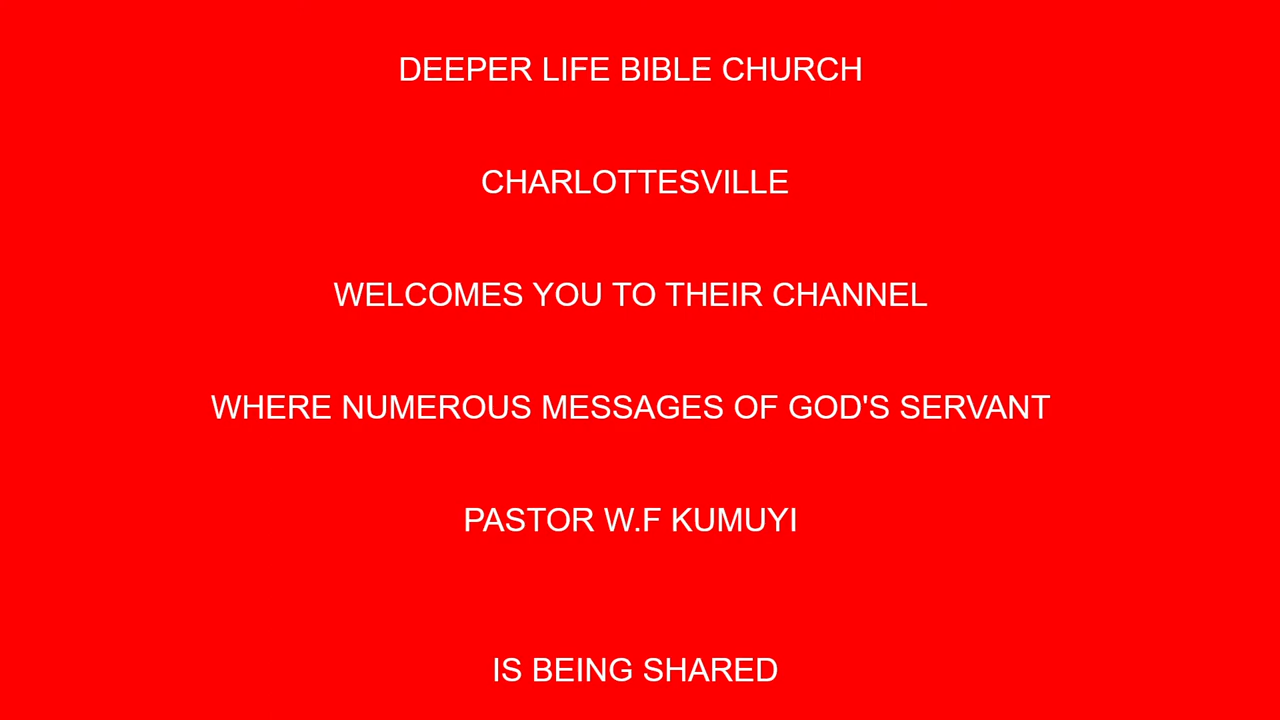 DEEPER LIFE BIBLE CHURCH
CHARLOTTESVILLE
WELCOMES YOU TO THEIR CHANNEL
WHERE NUMEROUS MESSAGES OF GOD'S SERVANT
PASTOR W.F KUMUYI
IS BEING SHARED